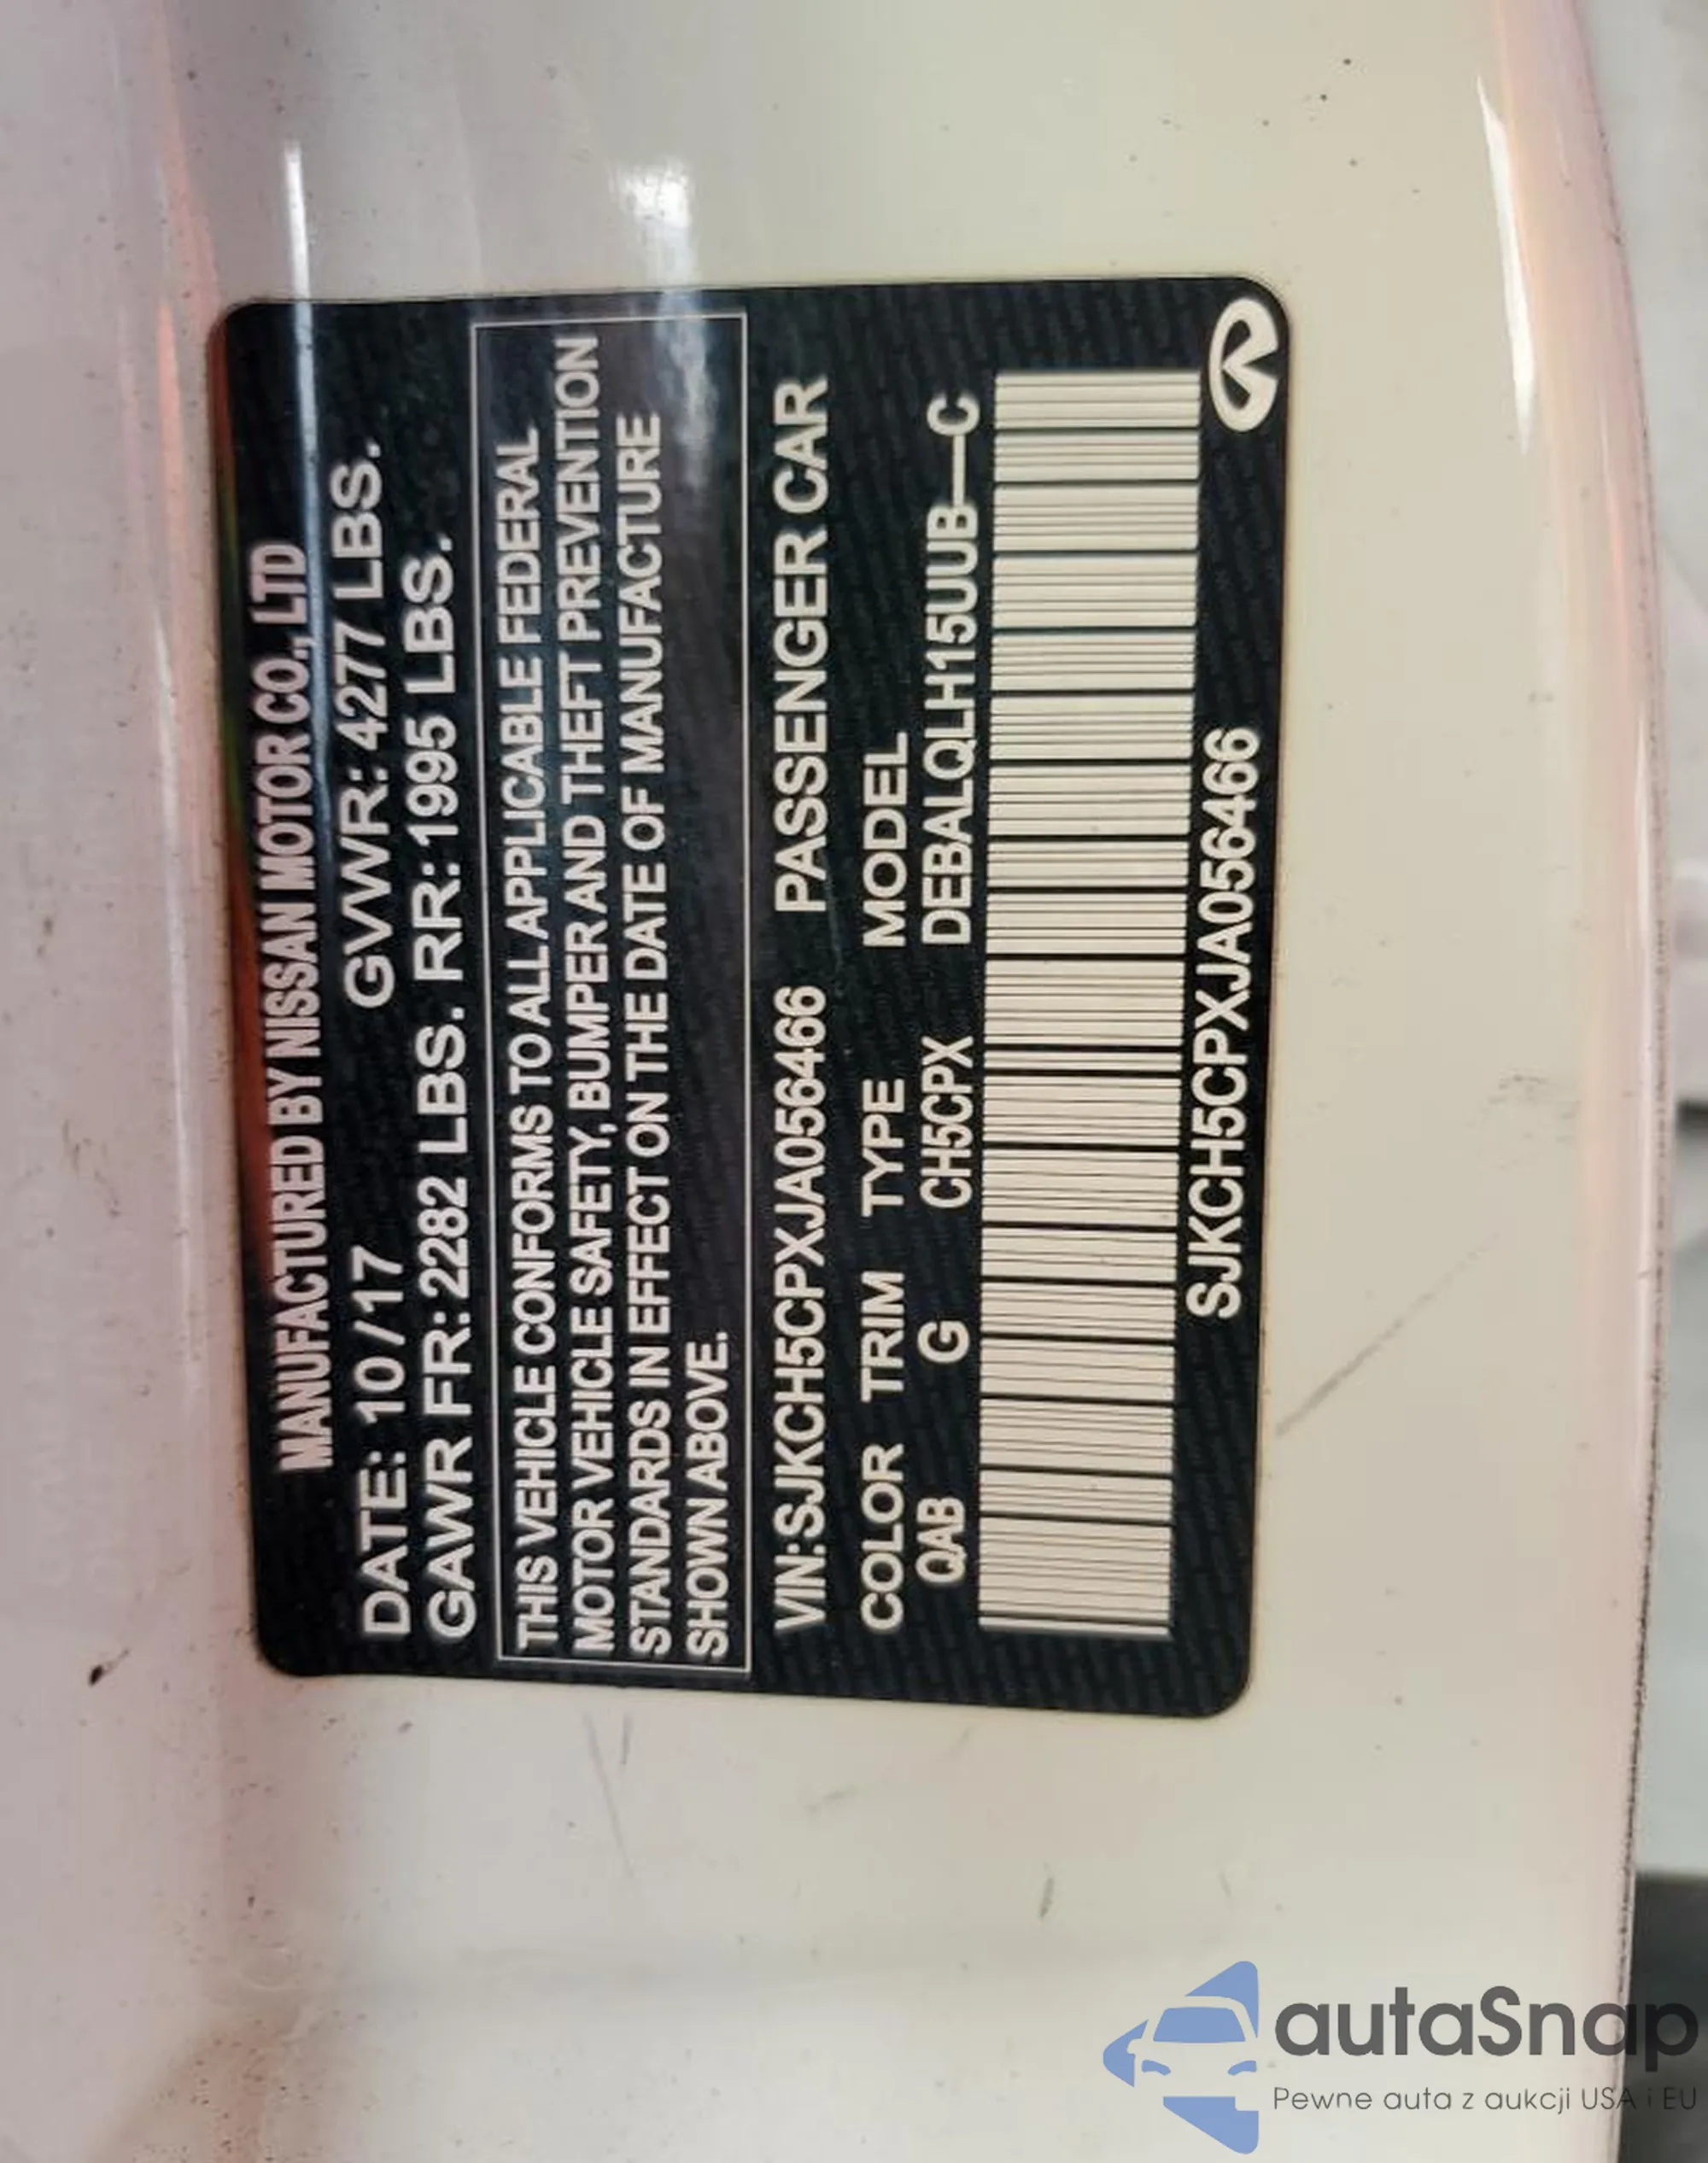 MANUFACTURED BY NISSAN MOTOR CO., LTD
DATE: 10/17 GVWR: 4277 LBS.
GAWR FR: 2282 LBS. RR: 1995 LBS.
THIS VEHICLE CONFORMS TO ALL APPLICABLE FEDERAL
MOTOR VEHICLE SAFETY, BUMPER AND THEFT PREVENTION
STANDARDS IN EFFECT ON THE DATE OF MANUFACTURE
SHOWN ABOVE.
VIN:SJKCH5CPXJA056466 PASSENGER CAR
COLOR TRIM TYPE MODEL
QAB G CH5CPX DEBALQLH15UUB—C
SJKCH5CPXJA056466
autaSnap
Pewne auta z aukcji USA i EU